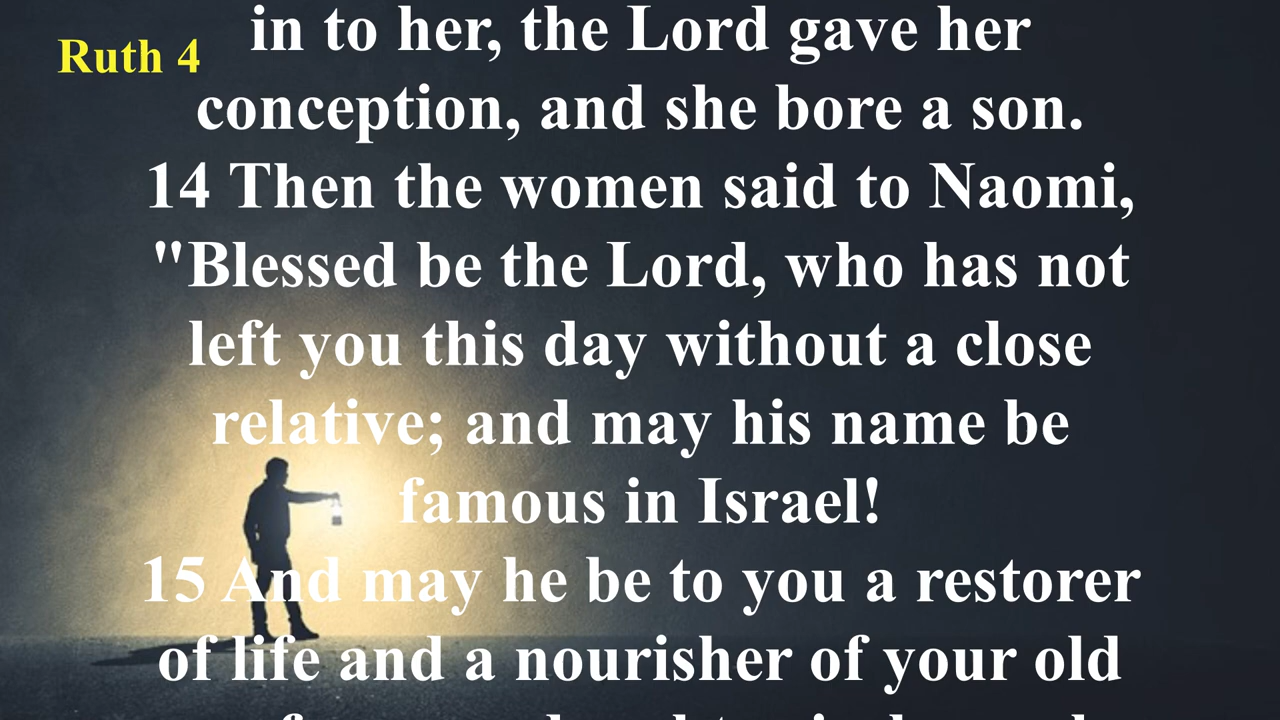 Ruth 4
in to her, the Lord gave her
conception, and she bore a son.
14 Then the women said to Naomi,
"Blessed be the Lord, who has not
left you this day without a close
relative; and may his name be
famous in Israel!
15 And may he be to you a restorer
of life and a nourisher of your old